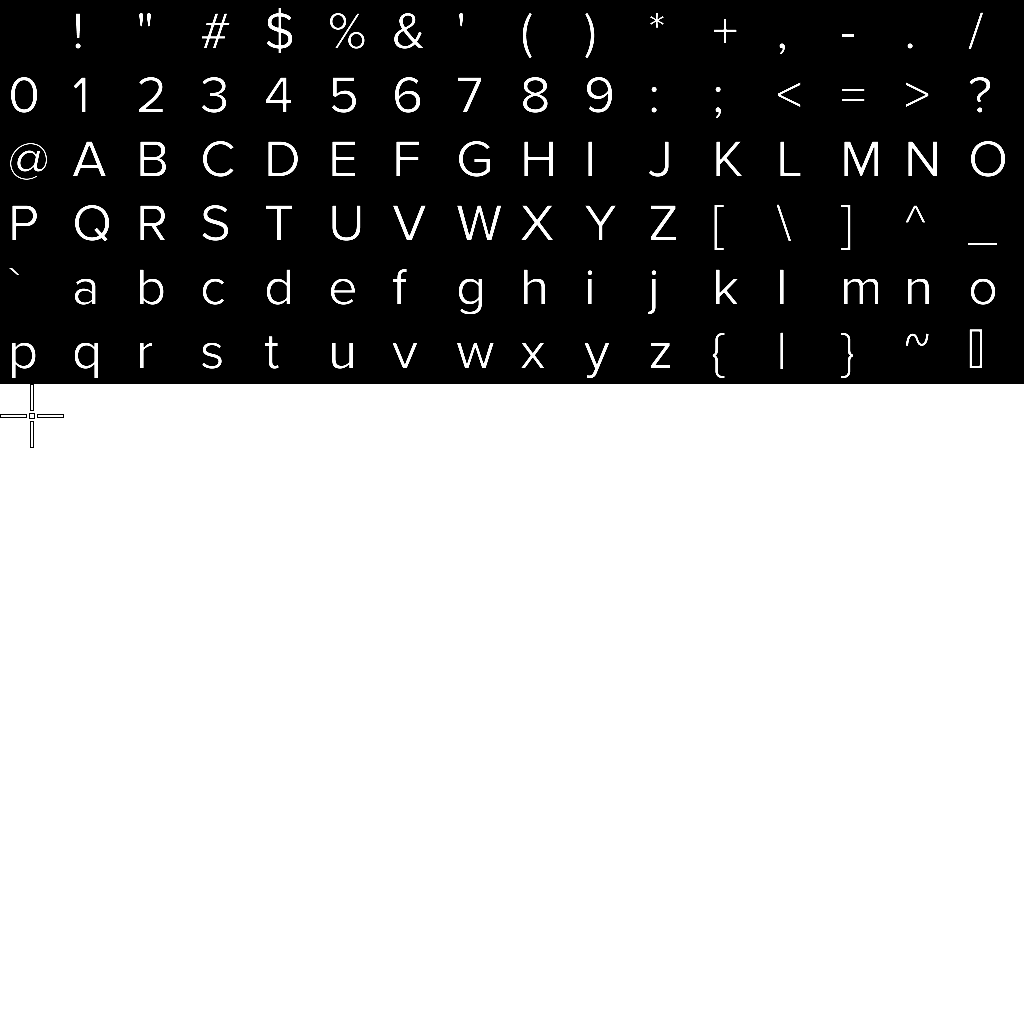 ! " # $ % & ' ( ) * + , - . /
0 1 2 3 4 5 6 7 8 9 : ; < = > ?
@ A B C D E F G H I J K L M N O
P Q R S T U V W X Y Z [ \ ] ^ _
` a b c d e f g h i j k l m n o
p q r s t u v w x y z { | } ~ ▯